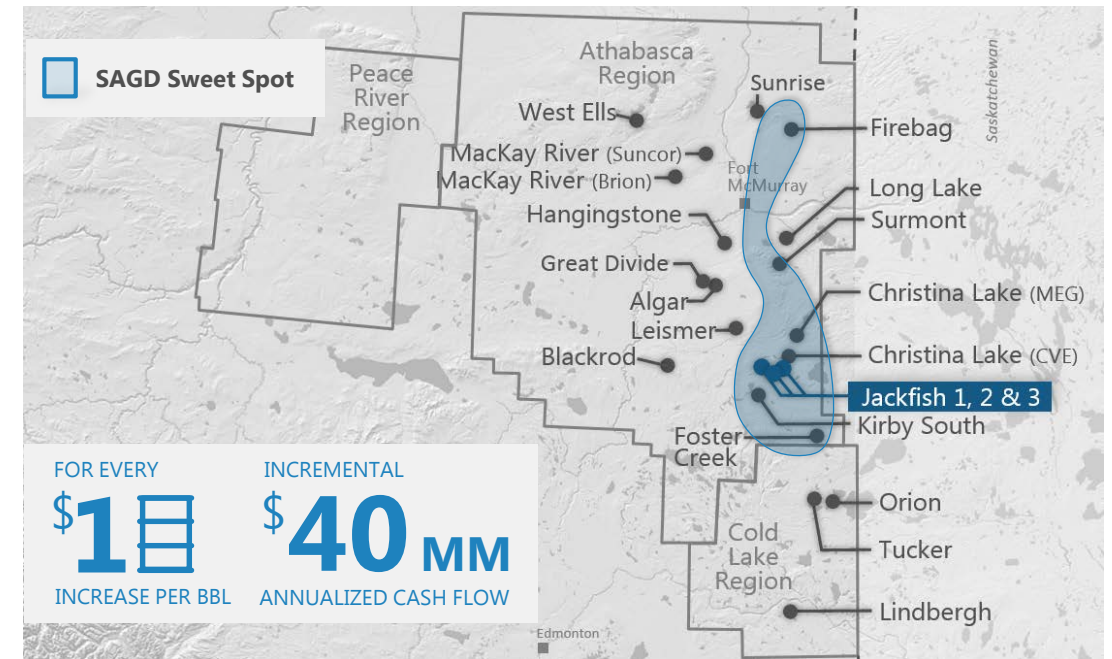 SAGD Sweet Spot
Peace
River
Region
Athabasca
Region
Saskatchewan
Sunrise
West Ells
Firebag
MacKay River (Suncor)
MacKay River (Brion)
Fort
McMurray
Long Lake
Hangingstone
Surmont
Great Divide
Algar
Christina Lake (MEG)
Leismer
Blackrod
Christina Lake (CVE)
Jackfish 1, 2 & 3
Kirby South
Foster
Creek
Orion
Cold
Lake
Region
Tucker
Lindbergh
Edmonton
FOR EVERY
$1
INCREASE PER BBL
INCREMENTAL
$40 MM
ANNUALIZED CASH FLOW